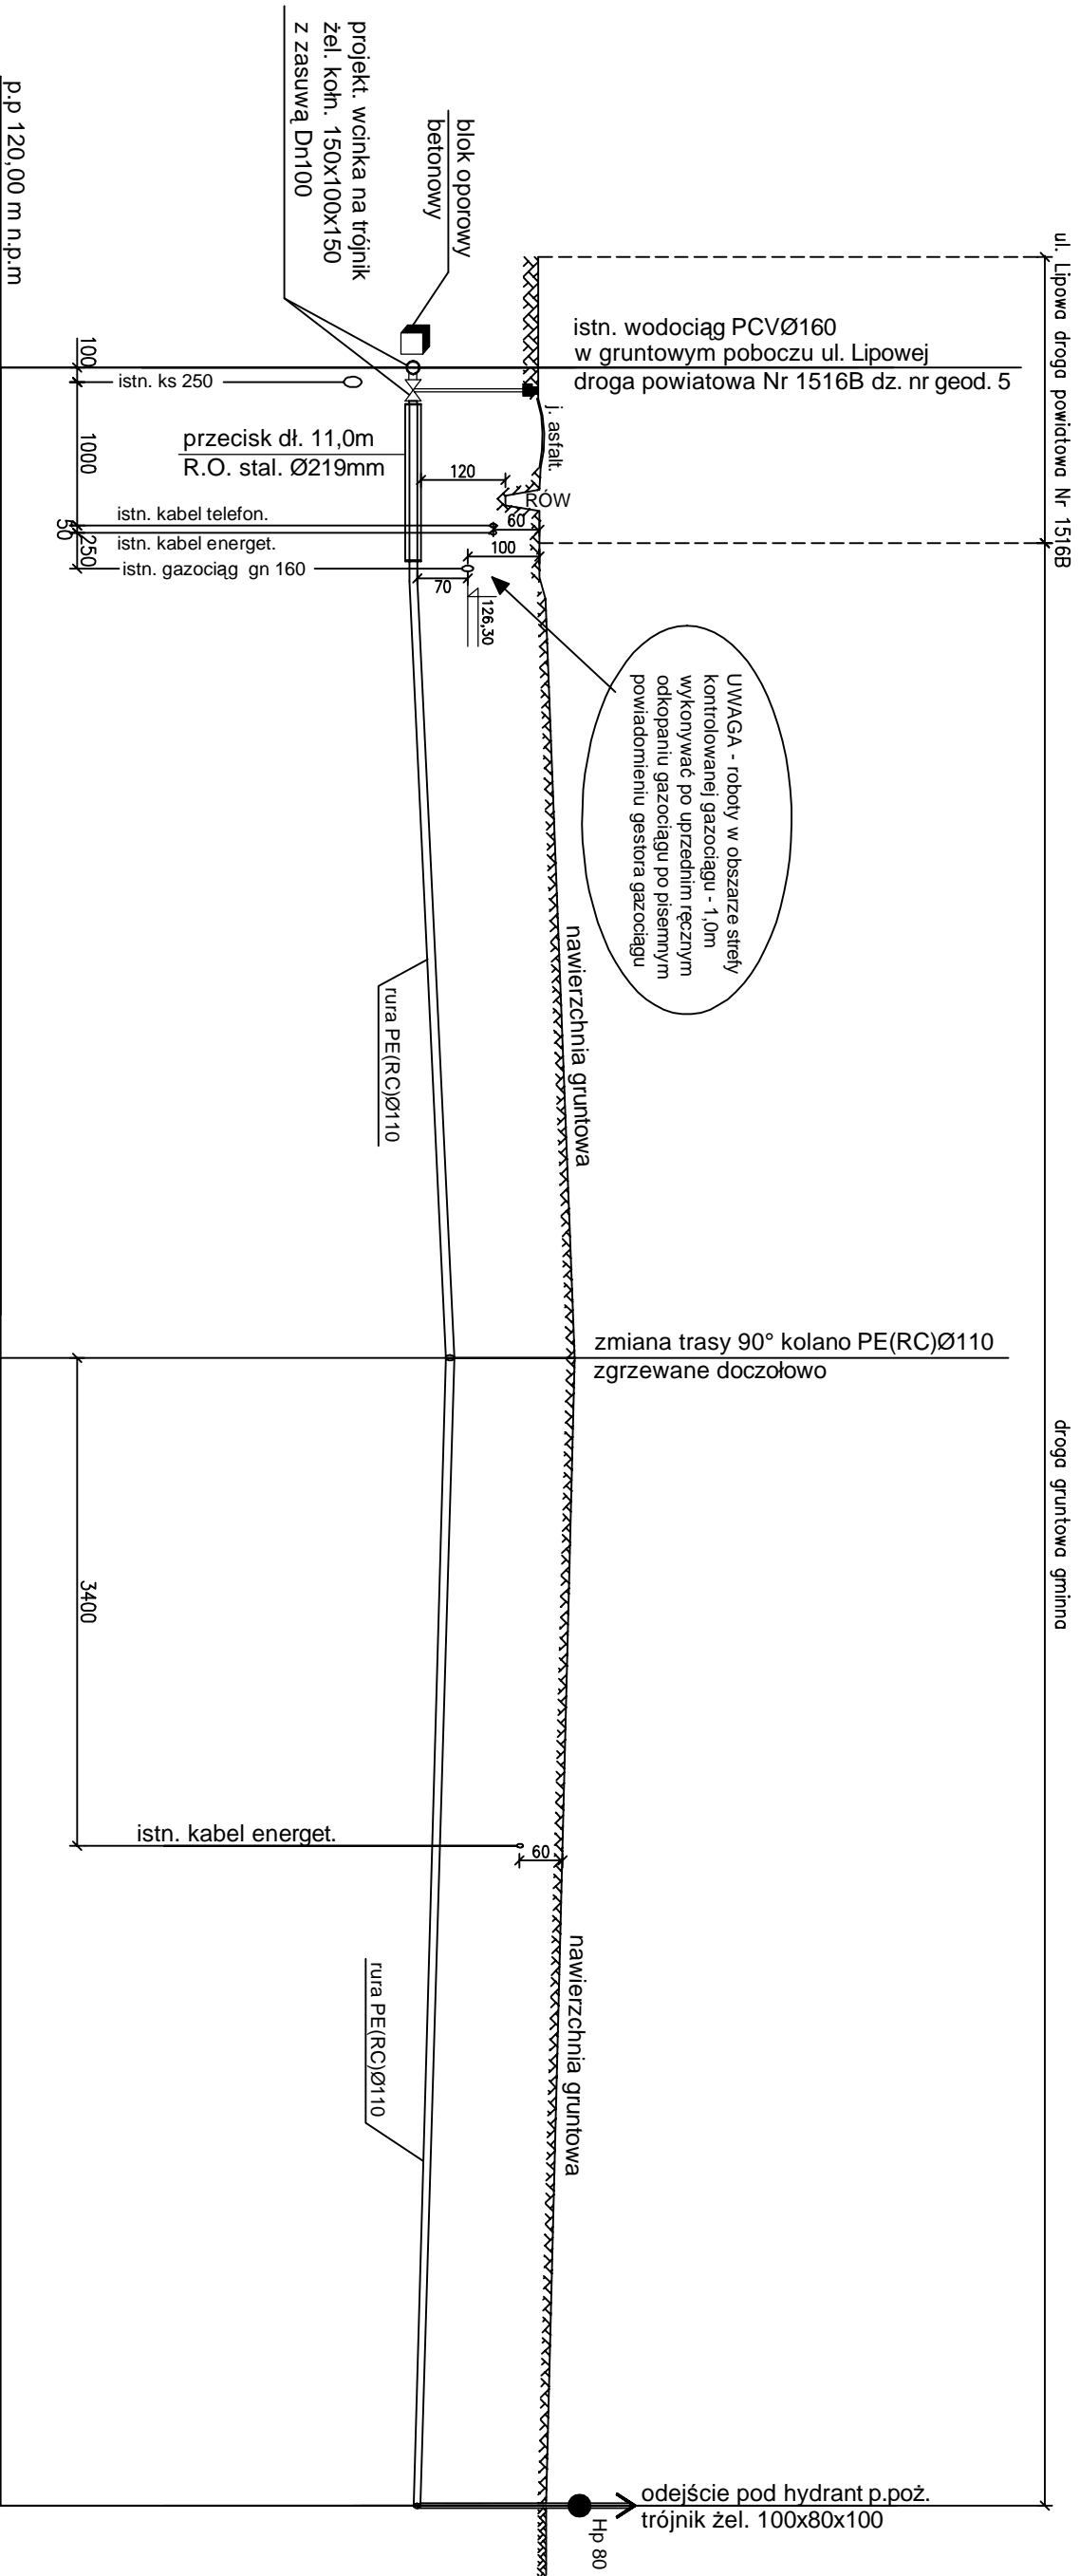 ul. Lipowa droga powiatowa Nr 1516B
droga gruntowa gminna
istn. wodociąg PCVØ160
w gruntowym poboczu ul. Lipowej
droga powiatowa Nr 1516B dz. nr geod. 5
blok oporowy
betonowy
projekt. wcinka na trójnik
żel. kołn. 150x100x150
z zasuwą Dn100
p.p 120,00 m n.p.m
100
istn. ks 250
1000
przecisk dł. 11,0m
R.O. stal. Ø219mm
j. asfalt.
120
RÓW
istn. kabel telefon.
60
50
istn. kabel energet.
250
100
istn. gazociąg gn 160
70
126,30
UWAGA - roboty w obszarze strefy
kontrolowanej gazociągu - 1,0m
wykonywać po uprzednim ręcznym
odkopaniu gazociągu po pisemnym
powiadomieniu gestora gazociągu
nawierzchnia gruntowa
rura PE(RC)Ø110
zmiana trasy 90° kolano PE(RC)Ø110
zgrzewane doczołowo
3400
istn. kabel energet.
60
nawierzchnia gruntowa
rura PE(RC)Ø110
odejście pod hydrant p.poż.
trójnik żel. 100x80x100
Hp 80